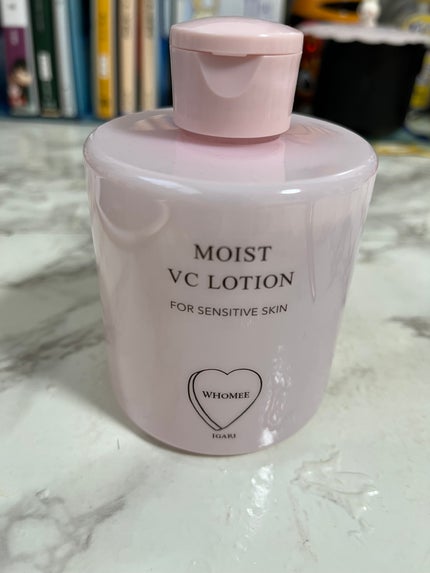 MOIST
VC LOTION
FOR SENSITIVE SKIN
WHOMEE
IGARI